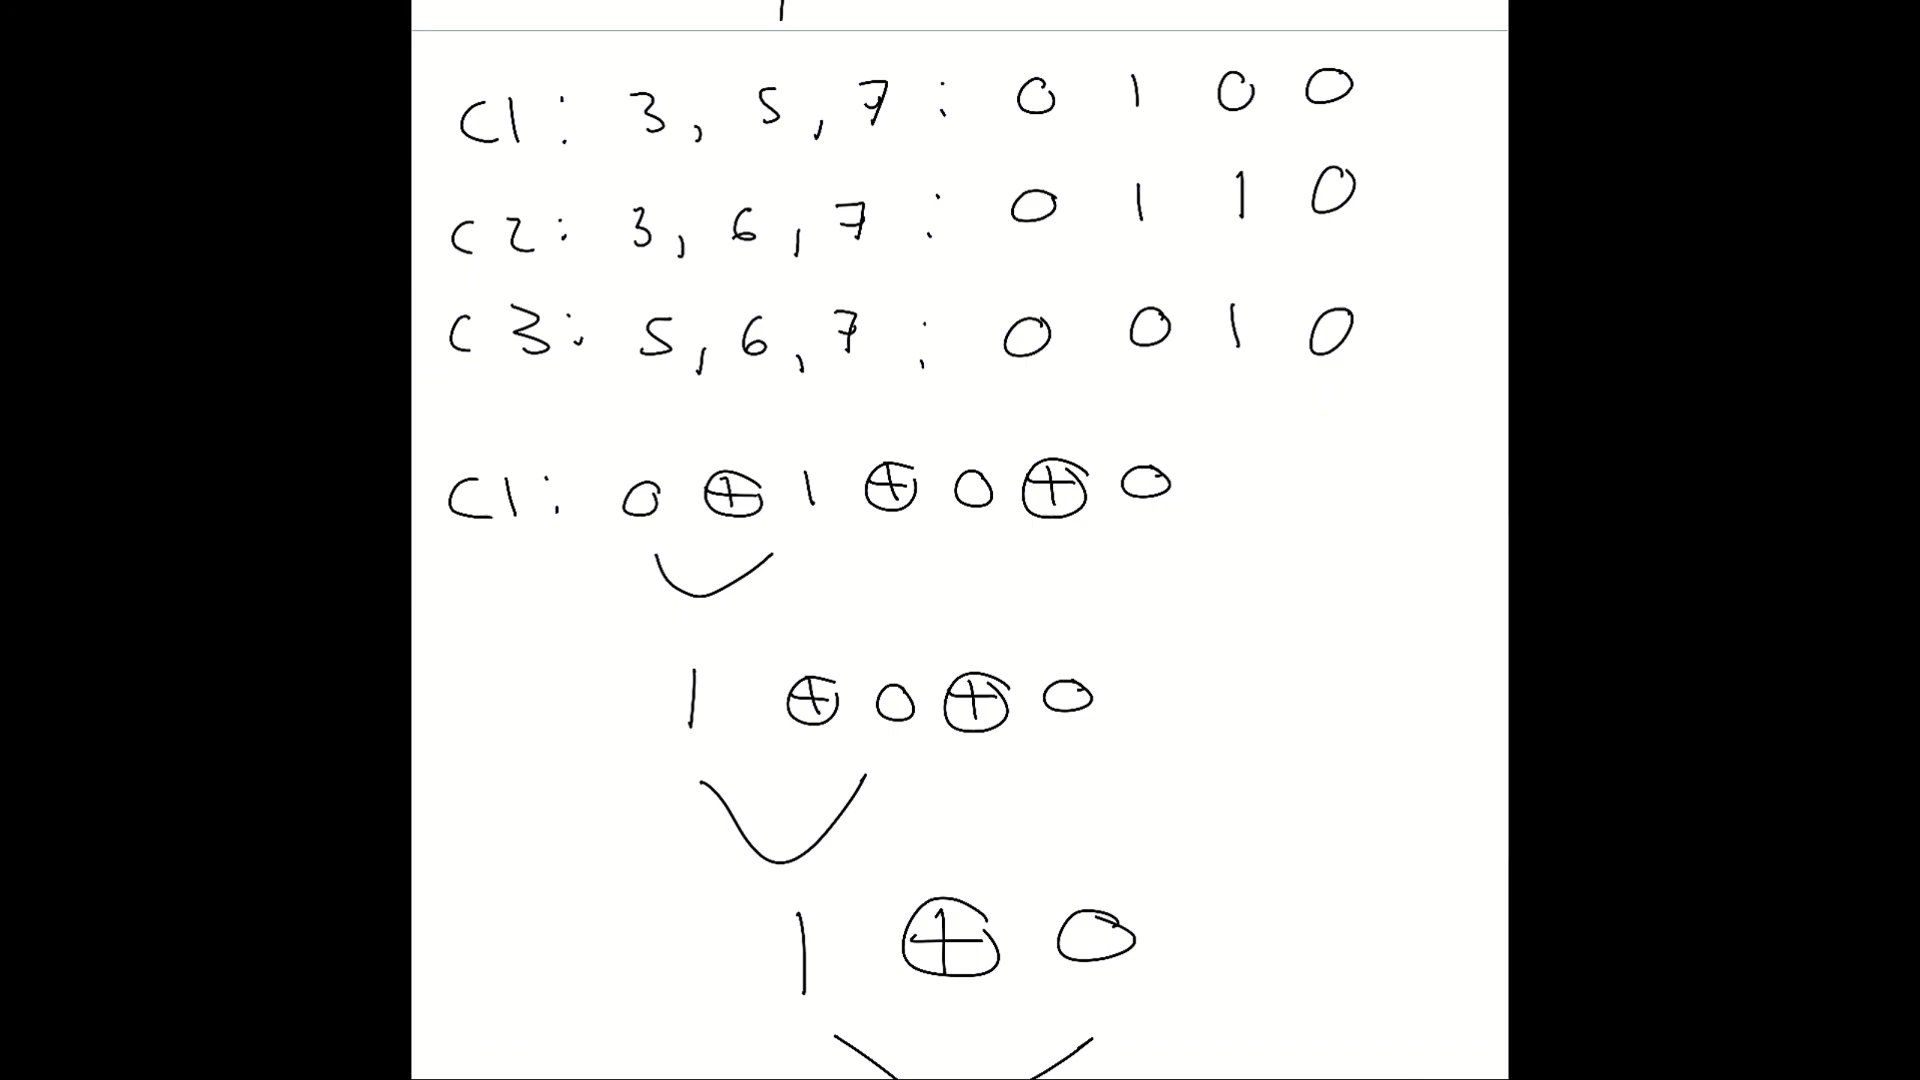 C1: 3, 5, 7: 0 1 0 0
C2: 3, 6, 7: 0 1 1 0
C3: 5, 6, 7: 0 0 1 0
C1: 0 ⊕ 1 ⊕ 0 ⊕ 0
1 ⊕ 0 ⊕ 0
1 ⊕ 0